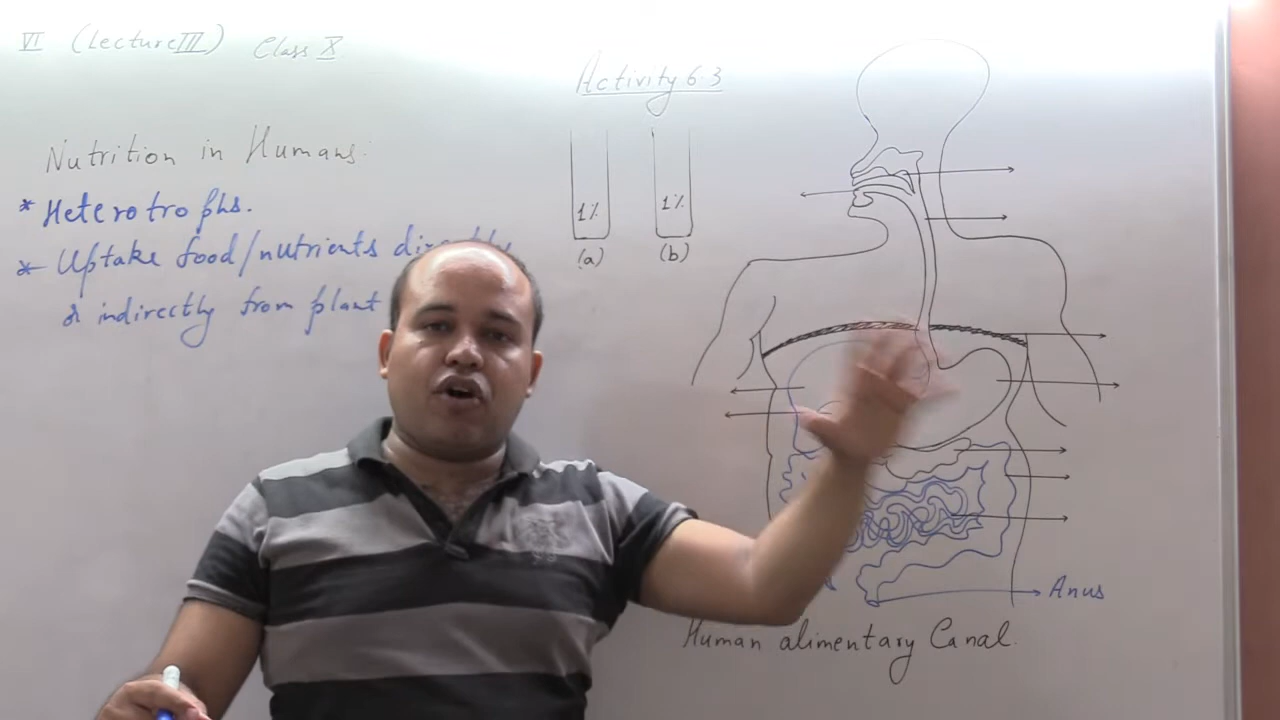 VI (Lecture III) Class X
Activity 6.3
Nutrition in Humans.
* Heterotrophs.
* Uptake food/nutrients
indirectly from plant
1%
1%
(a)
(b)
Anus
Human alimentary Canal.